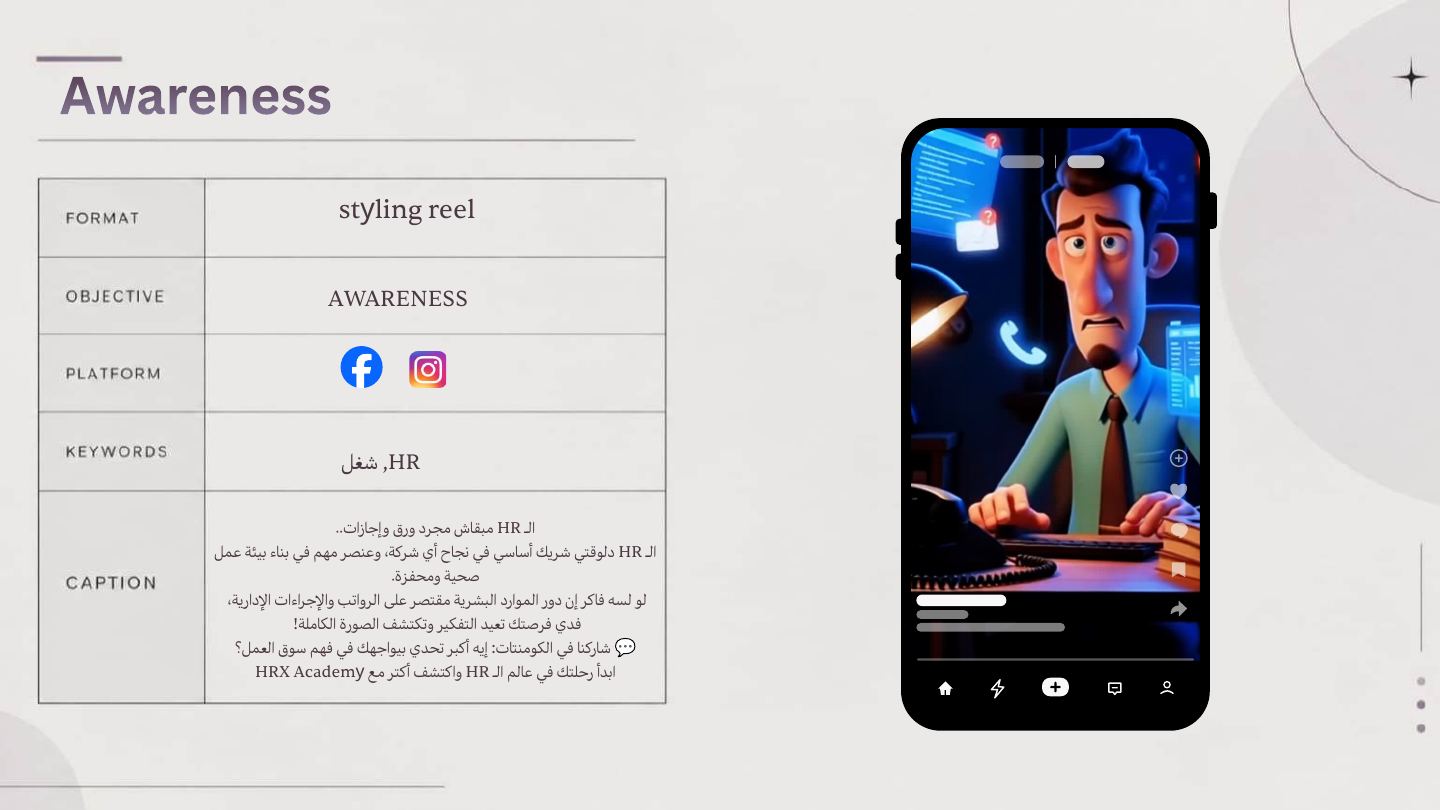 Awareness
FORMAT
styling reel
OBJECTIVE
AWARENESS
PLATFORM
KEYWORDS
HR, شغل
CAPTION
الـ HR مبقاش مجرد ورق وإجازات..
الـ HR دلوقتي شريك أساسي في نجاح أي شركة، وعنصر مهم في بناء بيئة عمل
صحية ومحفزة.
لو لسه فاكر إن دور الموارد البشرية مقتصر على الرواتب والإجراءات الإدارية،
فدي فرصتك تعيد التفكير وتكتشف الصورة الكاملة!
💬 شاركنا في الكومنتات: إيه أكبر تحدي بيواجهك في فهم سوق العمل؟
ابدأ رحلتك في عالم الـ HR واكتشف أكتر مع HRX Academy
?
?